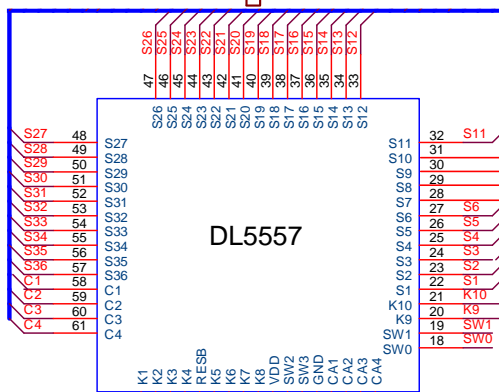 S26 S25 S24 S23 S22 S21 S20 S19 S18 S17 S16 S15 S14 S13 S12
47 46 45 44 43 42 41 40 39 38 37 36 35 34 33
S26 S25 S24 S23 S22 S21 S20 S19 S18 S17 S16 S15 S14 S13 S12
S27 48 S27
S28 49 S28
S29 50 S29
S30 51 S30
S31 52 S31
S32 53 S32
S33 54 S33
S34 55 S34
S35 56 S35
S36 57 S36
C1 58 C1
C2 59 C2
C3 60 C3
C4 61 C4
DL5557
S11 32 S11
S10 31
S9 30
S8 29
S7 28
S6 27 S6
S5 26 S5
S4 25 S4
S3 24 S3
S2 23 S2
S1 22 S1
K10 21 K10
K9 20 K9
SW1 19 SW1
SW0 18 SW0
K1 K2 K3 K4 RESB K5 K6 K7 K8 VDD SW2 SW3 GND CA1 CA2 CA3 CA4